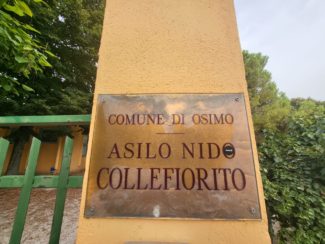 COMUNE DI OSIMO
ASILO NIDO
COLLEFIORITO